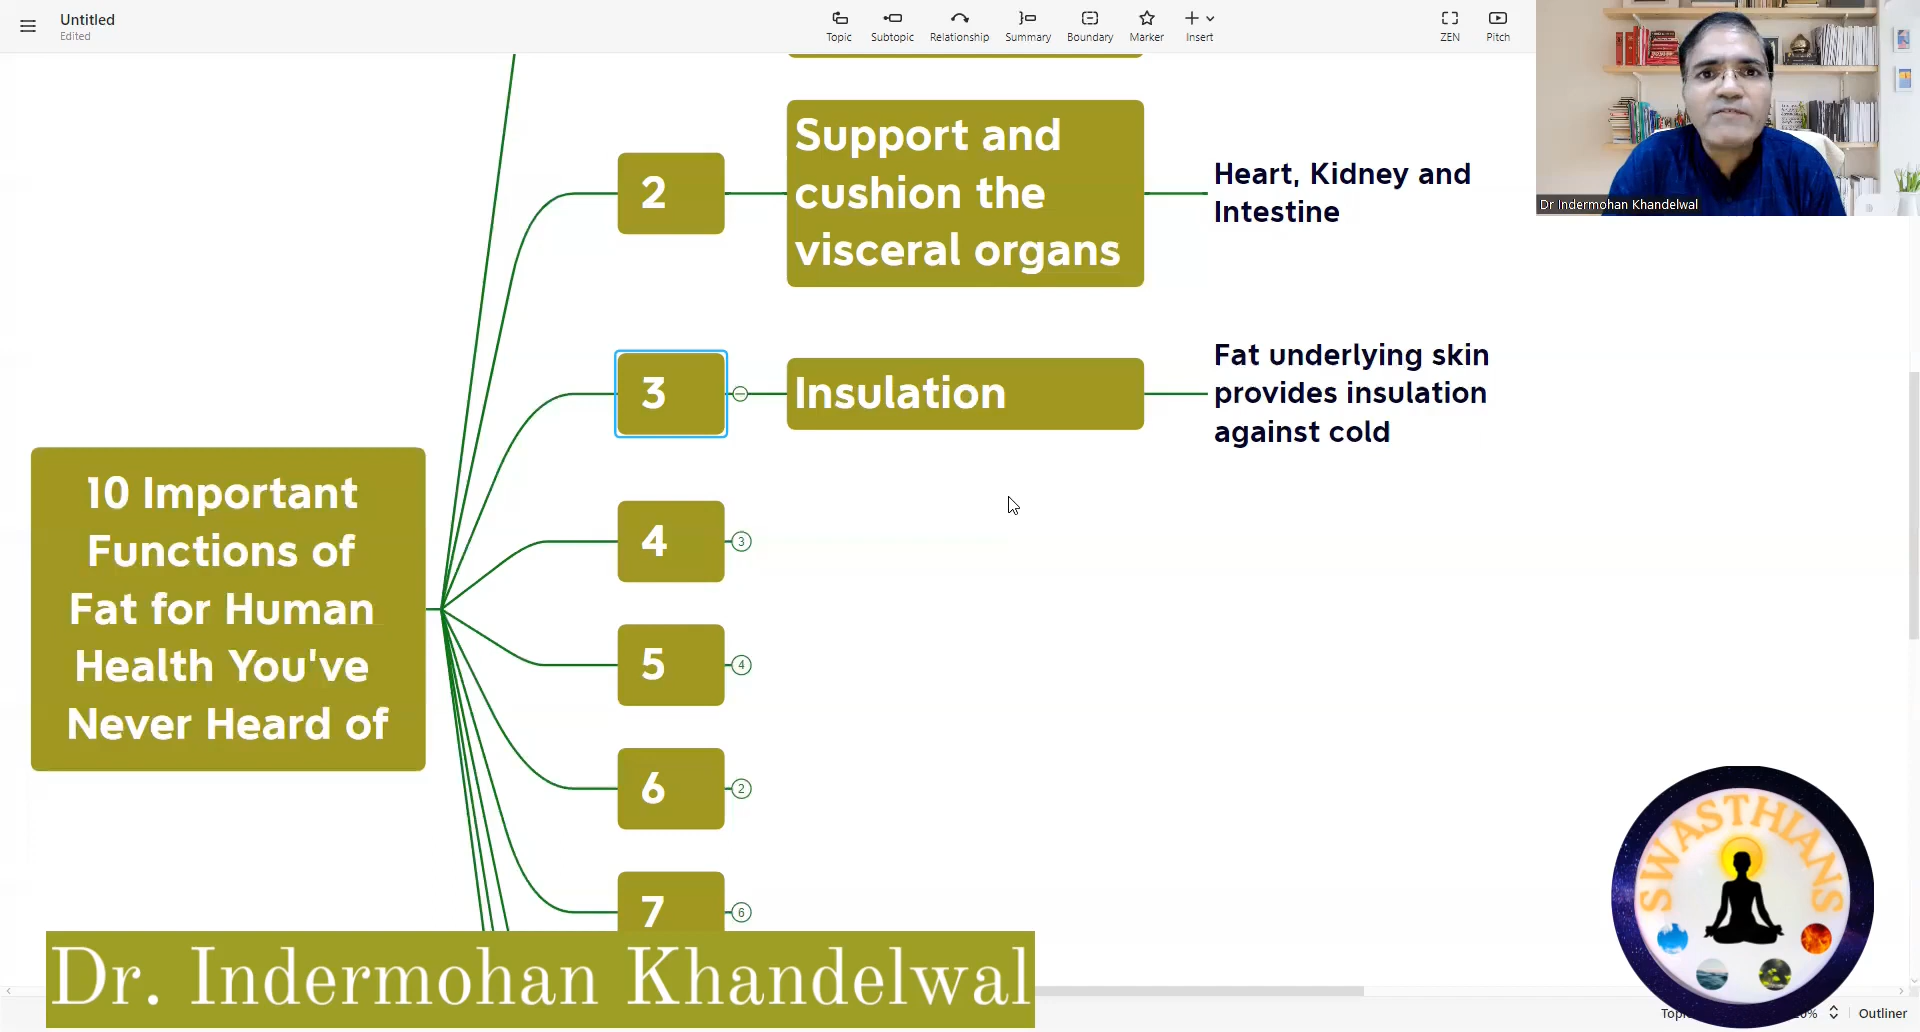 Untitled
Edited
Topic
Subtopic
Relationship
Summary
Boundary
Marker
Insert
ZEN
Pitch
Dr Indermohan Khandelwal
2
Support and
cushion the
visceral organs
Heart, Kidney and
Intestine
3
Insulation
Fat underlying skin
provides insulation
against cold
10 Important
Functions of
Fat for Human
Health You've
Never Heard of
4
3
5
4
6
2
7
6
SWASTHIANS
Dr. Indermohan Khandelwal
Outliner